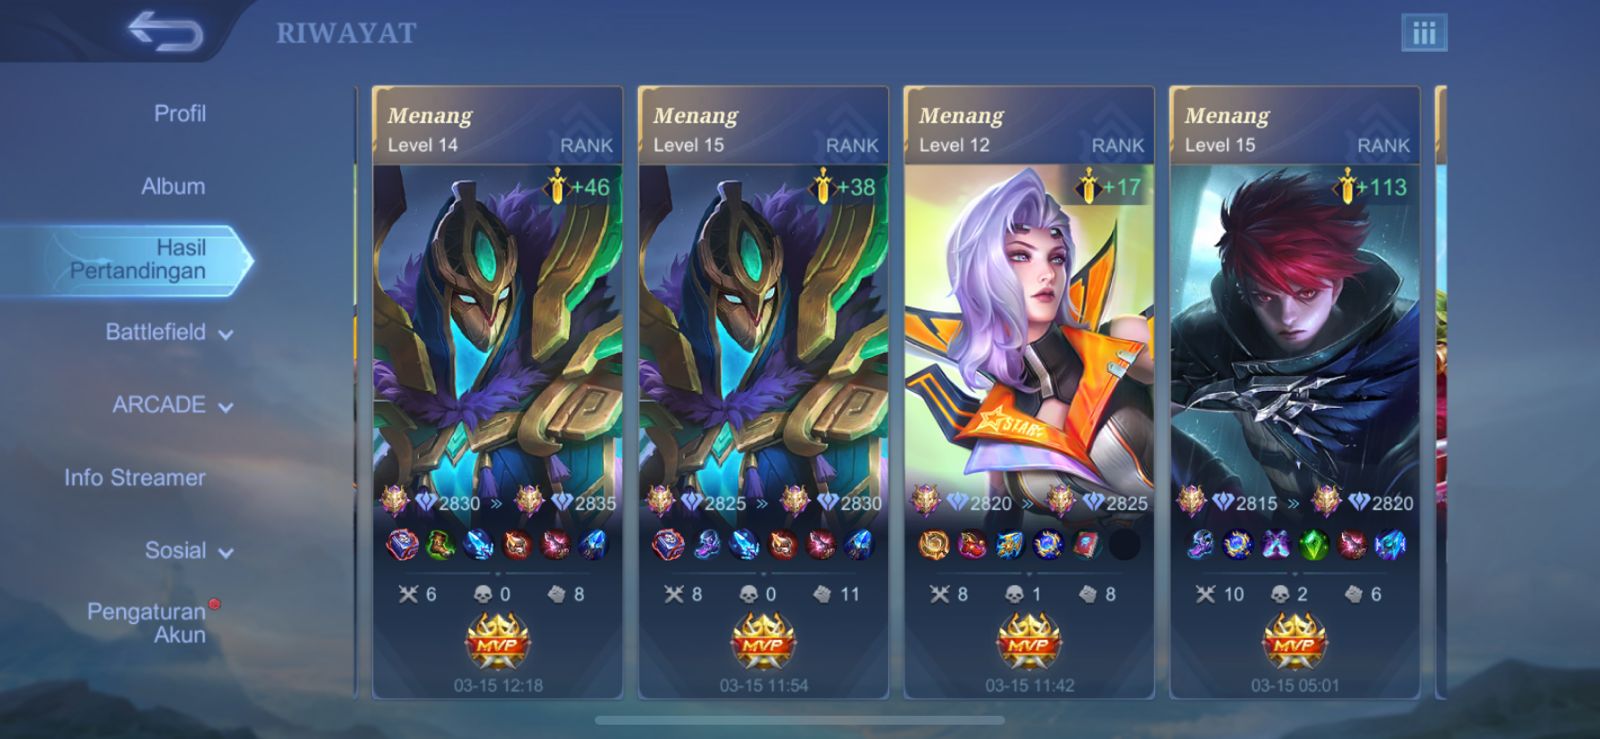 RIWAYAT
Profil
Album
Hasil
Pertandingan
Battlefield
ARCADE
Info Streamer
Sosial
Pengaturan
Akun
Menang
Level 14
RANK
+46
2830 » 2835
6 0 8
MVP
03-15 12:18
Menang
Level 15
RANK
+38
2825 » 2830
8 0 11
MVP
03-15 11:54
Menang
Level 12
RANK
+17
STAR
2820 » 2825
8 1 8
MVP
03-15 11:42
Menang
Level 15
RANK
+113
2815 » 2820
10 2 6
MVP
03-15 05:01